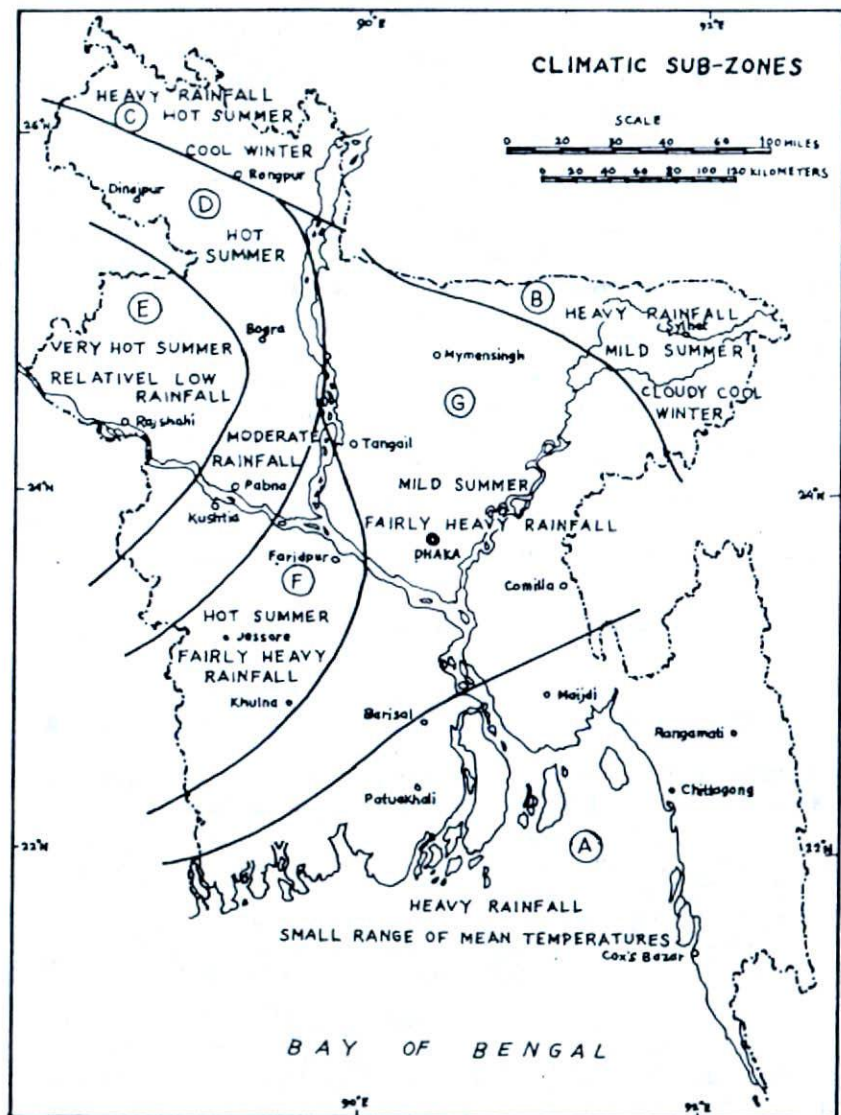 90°E
92°E
CLIMATIC SUB-ZONES
SCALE
0 20 40 60 100 MILES
0 20 40 60 80 100 120 KILOMETERS
26°N
HEAVY RAINFALL
C
HOT SUMMER
COOL WINTER
Rangpur
Dinajpur
D
HOT
SUMMER
E
B
HEAVY RAINFALL
Sylhet
Bogra
VERY HOT SUMMER
Mymensingh
MILD SUMMER
RELATIVEL LOW
RAINFALL
CLOUDY COOL
WINTER
G
Rajshahi
MODERATE
RAINFALL
Tangail
24°N
24°N
Pabna
MILD SUMMER
Kushtia
FAIRLY HEAVY RAINFALL
DHAKA
Faridpur
F
Comilla
HOT SUMMER
Jessore
FAIRLY HEAVY
RAINFALL
Khulna
Maijdi
Barisal
Rangamati
Patuakhali
Chittagong
22°N
22°N
A
HEAVY RAINFALL
SMALL RANGE OF MEAN TEMPERATURES
Cox's Bazar
BAY OF BENGAL
90°E
92°E